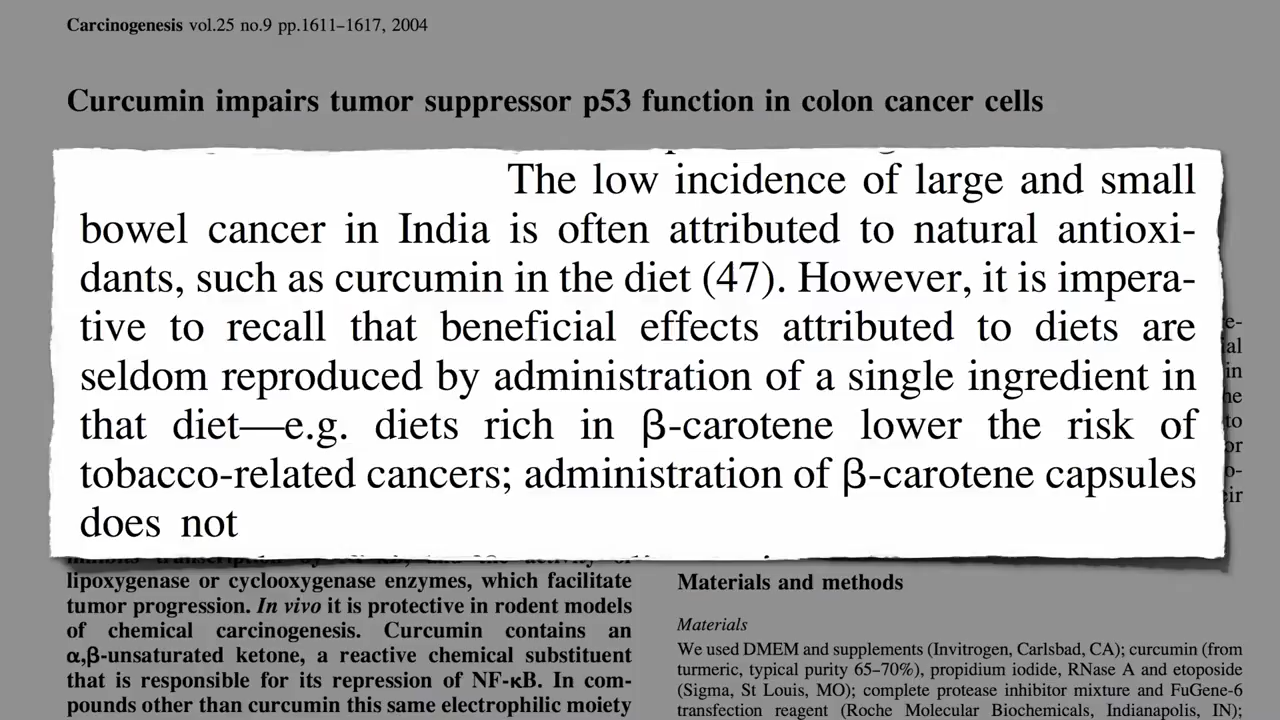 Carcinogenesis vol.25 no.9 pp.1611–1617, 2004
Curcumin impairs tumor suppressor p53 function in colon cancer cells
The low incidence of large and small
bowel cancer in India is often attributed to natural antioxi-
dants, such as curcumin in the diet (47). However, it is impera-
tive to recall that beneficial effects attributed to diets are
seldom reproduced by administration of a single ingredient in
that diet—e.g. diets rich in β-carotene lower the risk of
tobacco-related cancers; administration of β-carotene capsules
does not
lipoxygenase or cyclooxygenase enzymes, which facilitate
tumor progression. In vivo it is protective in rodent models
of chemical carcinogenesis. Curcumin contains an
α,β-unsaturated ketone, a reactive chemical substituent
that is responsible for its repression of NF-κB. In com-
pounds other than curcumin this same electrophilic moiety
Materials and methods
Materials
We used DMEM and supplements (Invitrogen, Carlsbad, CA); curcumin (from
turmeric, typical purity 65–70%), propidium iodide, RNase A and etoposide
(Sigma, St Louis, MO); complete protease inhibitor mixture and FuGene-6
transfection reagent (Roche Molecular Biochemicals, Indianapolis, IN);